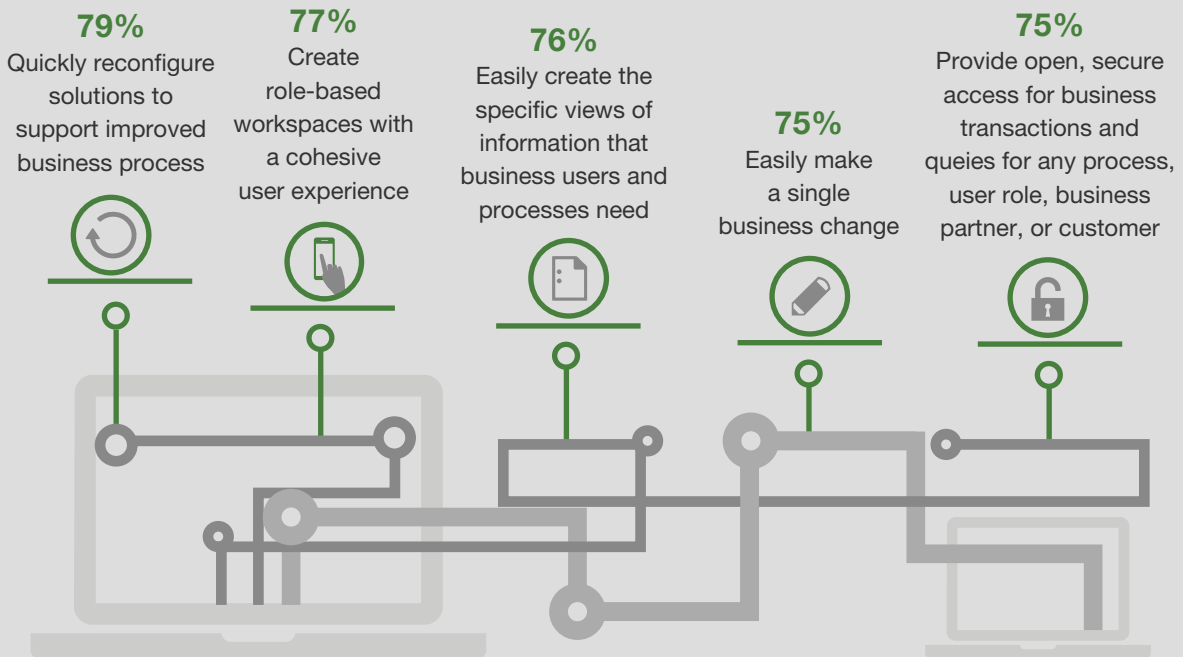 79%
Quickly reconfigure
solutions to
support improved
business process
77%
Create
role-based
workspaces with
a cohesive
user experience
76%
Easily create the
specific views of
information that
business users and
processes need
75%
Easily make
a single
business change
75%
Provide open, secure
access for business
transactions and
queies for any process,
user role, business
partner, or customer